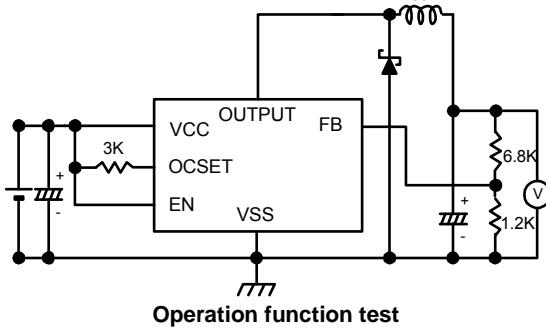 OUTPUT
VCC
FB
3K
OCSET
6.8K
EN
V
VSS
1.2K
+
-
+
-
Operation function test